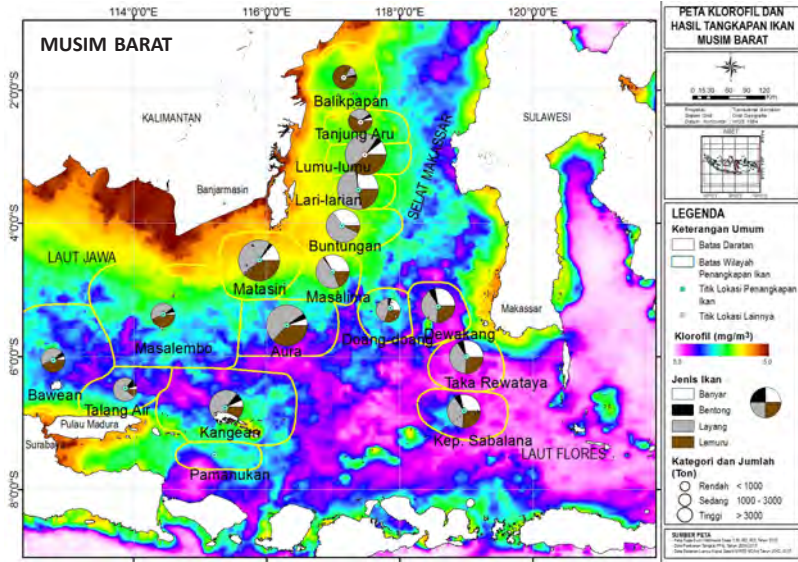 114°0'0"E
116°0'0"E
118°0'0"E
120°0'0"E
MUSIM BARAT
2°0'0"S
4°0'0"S
6°0'0"S
8°0'0"S
KALIMANTAN
SULAWESI
SELAT MAKASSAR
Balikpapan
Tanjung Aru
Lumu-lumu
Lari-larian
Banjarmasin
Buntungan
LAUT JAWA
Matasiri
Masalima
Makassar
Masalembo
Aura
Doang-doang
Dewakang
Bawean
Talang Air
Taka Rewataya
Pulau Madura
Kangean
Kep. Sabalana
Surabaya
LAUT FLORES
Pamanukan
PETA KLOROFIL DAN
HASIL TANGKAPAN IKAN
MUSIM BARAT
INSET
LEGENDA
Keterangan Umum
Batas Daratan
Batas Wilayah
Penangkapan Ikan
Titik Lokasi Penangkapan
Ikan
Titik Lokasi Lainnya
Klorofil (mg/m³)
Jenis Ikan
Banyar
Bentong
Layang
Lemuru
Kategori dan Jumlah
(Ton)
Rendah < 1000
Sedang 1000 - 3000
Tinggi > 3000
SUMBER PETA